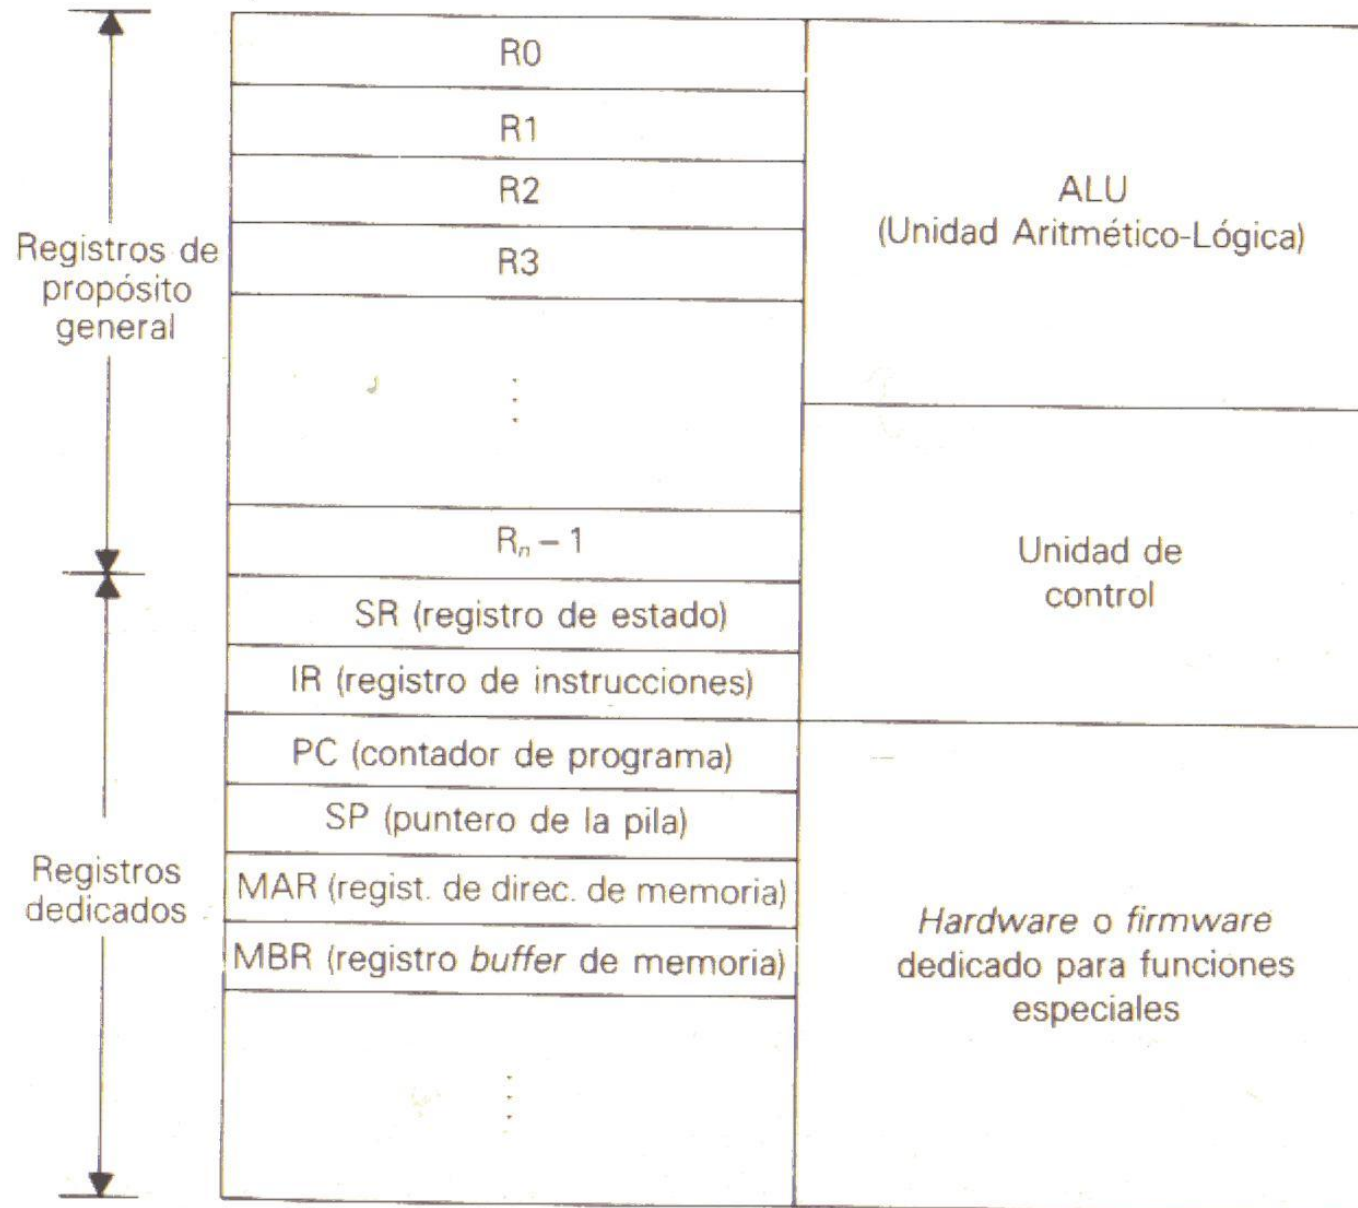 Registros de
propósito
general
Registros
dedicados
R0
R1
R2
R3
⋮
Rₙ – 1
SR (registro de estado)
IR (registro de instrucciones)
PC (contador de programa)
SP (puntero de la pila)
MAR (regist. de direc. de memoria)
MBR (registro buffer de memoria)
⋮
ALU
(Unidad Aritmético-Lógica)
Unidad de
control
Hardware o firmware
dedicado para funciones
especiales